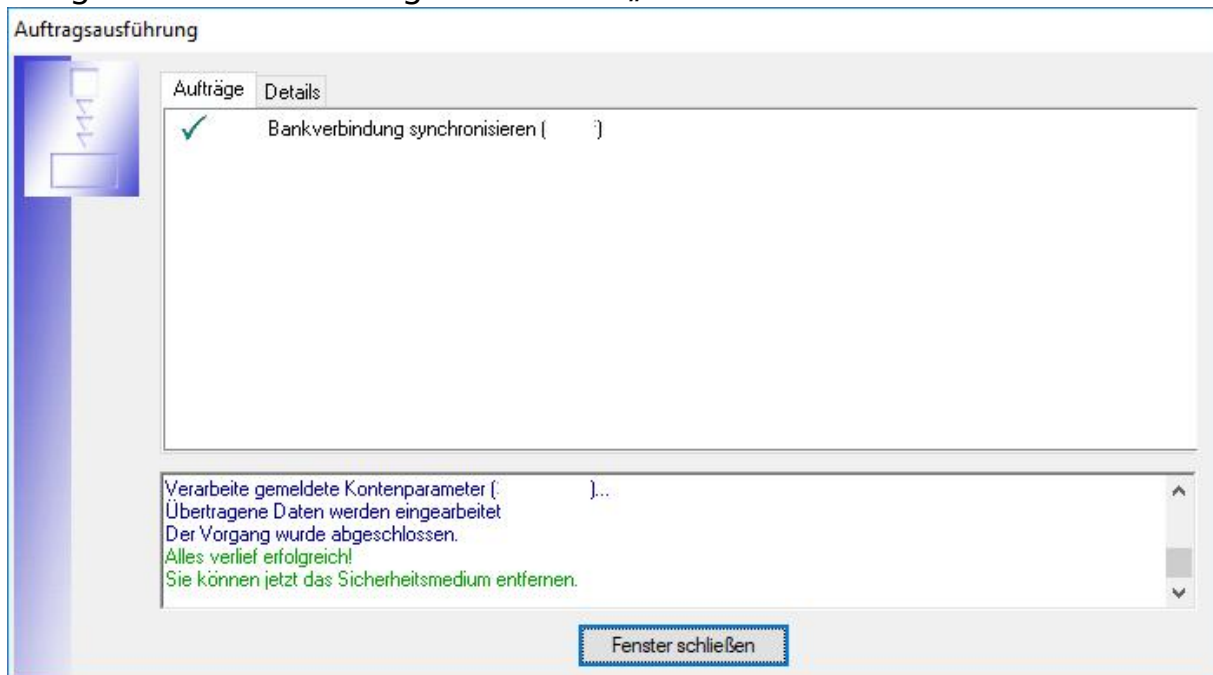 Auftragsausführung
Aufträge Details
Bankverbindung synchronisieren ( )
Verarbeite gemeldete Kontenparameter ( )...
Übertragene Daten werden eingearbeitet
Der Vorgang wurde abgeschlossen.
Alles verlief erfolgreich!
Sie können jetzt das Sicherheitsmedium entfernen.
Fenster schließen